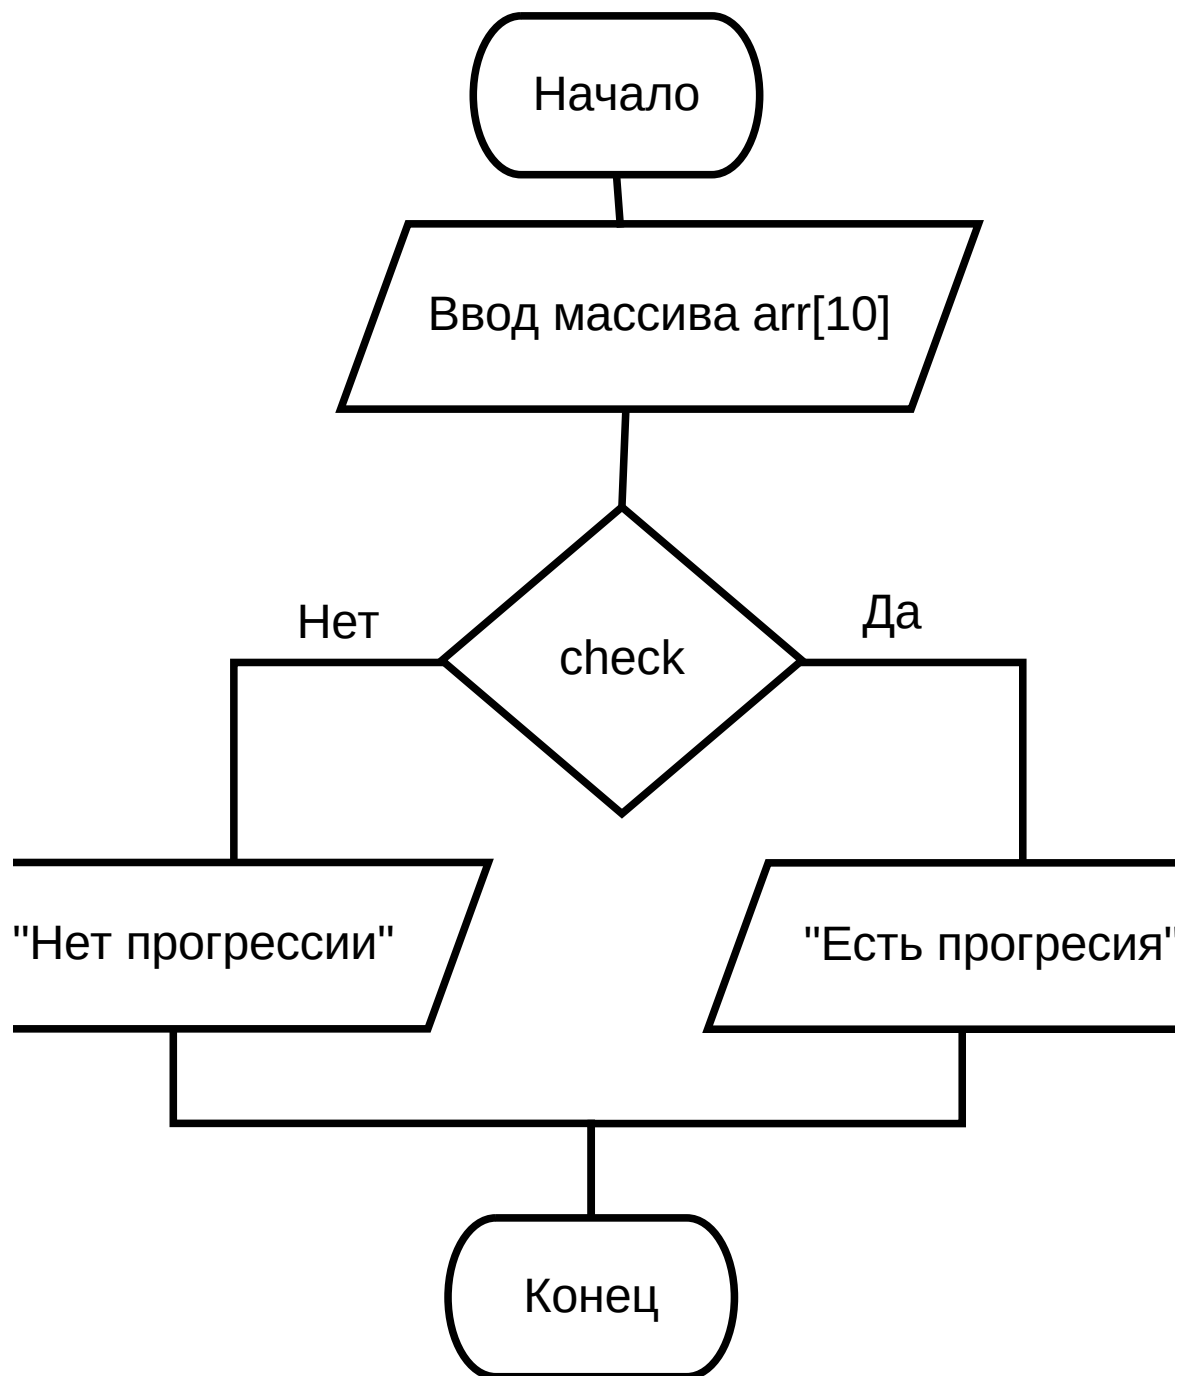 Начало
Ввод массива arr[10]
Нет
Да
check
"Нет прогрессии"
"Есть прогресия"
Конец